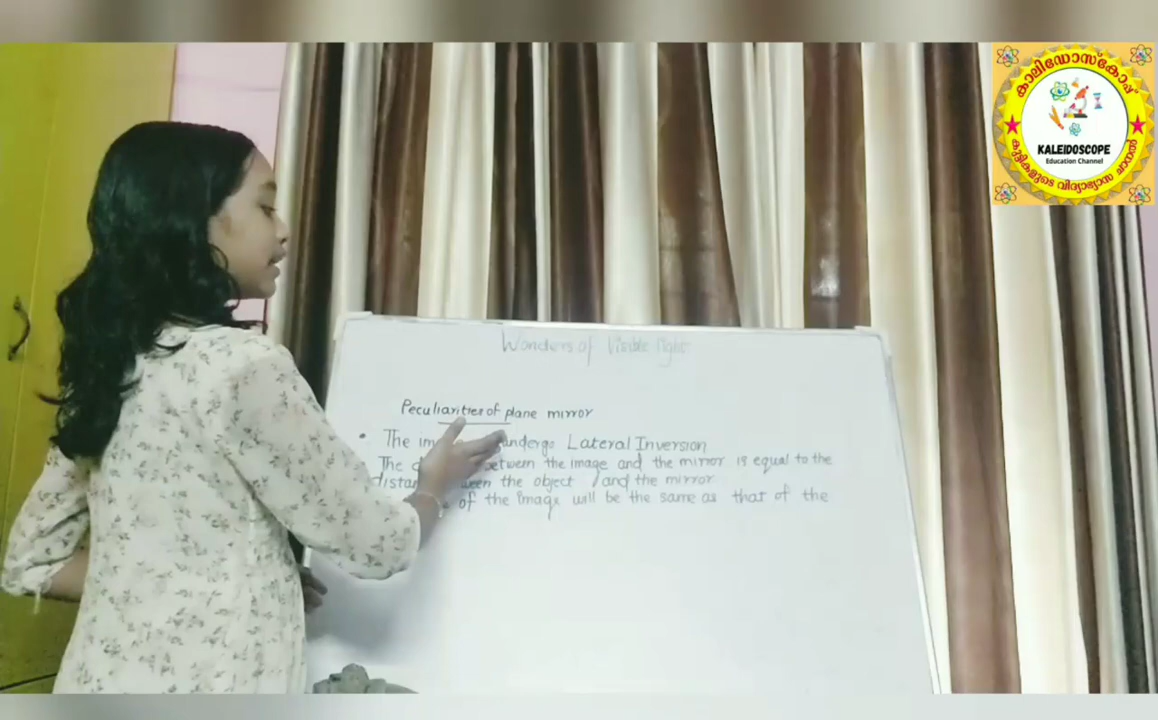 കാലിഡോസ്കോപ്പ്
KALEIDOSCOPE
Education Channel
കുട്ടികളുടെ വിദ്യാഭ്യാസ ചാനൽ
Wonders of Visible light
Peculiarities of plane mirror
• The undergo Lateral Inversion
The between the image and the mirror is equal to the
the object and the mirror
of the image will be the same as that of the